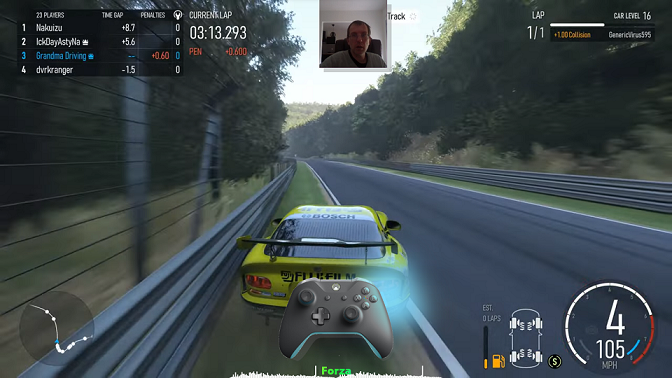 23 PLAYERS TIME GAP PENALTIES
1 Nakuizu +8.7 0
2 IckDayAstyNa +5.6 0
3 Grandma Driving -- +0.60 0
4 dvrkranger -1.5 0
CURRENT LAP
03:13.293
PEN +0.600
Track
LAP
1/1
CAR LEVEL 16
+1.00 Collision GenericVirus595
BOSCH
EST.
0 LAPS
S S
S S
S
4
105
MPH
Forza